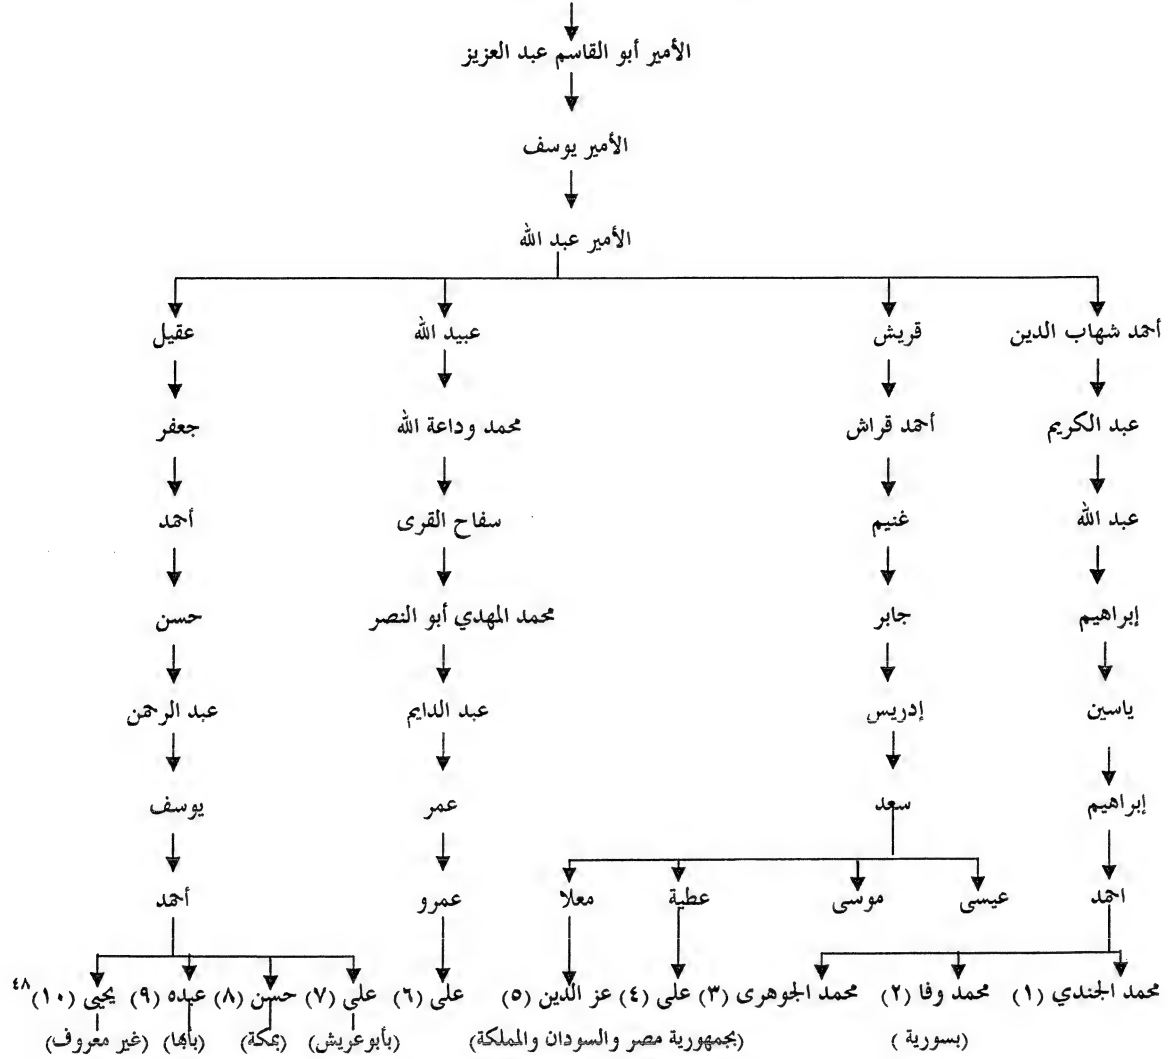 الأمير أبو القاسم عبد العزيز
الأمير يوسف
الأمير عبد الله
أحمد شهاب الدين قريش عبيد الله عقيل
عبد الكريم أحمد قراش محمد وداعة الله جعفر
عبد الله غنيم سفاح القرى أحمد
إبراهيم جابر محمد المهدي أبو النصر حسن
ياسين إدريس عبد الدايم عبد الرحمن
إبراهيم سعد عمر يوسف
احمد عيسى موسى عطية معلا عمرو أحمد
محمد الجندي (١) محمد وفا (٢) محمد الجوهرى (٣) على (٤) عز الدين (٥) على (٦) على (٧) حسن (٨) عبده (٩) يحيى (١٠) ٤٨
(بسورية) (بجمهورية مصر والسودان والمملكة) (بأبوعريش) (بمكة) (بأبها) (غير معروف)